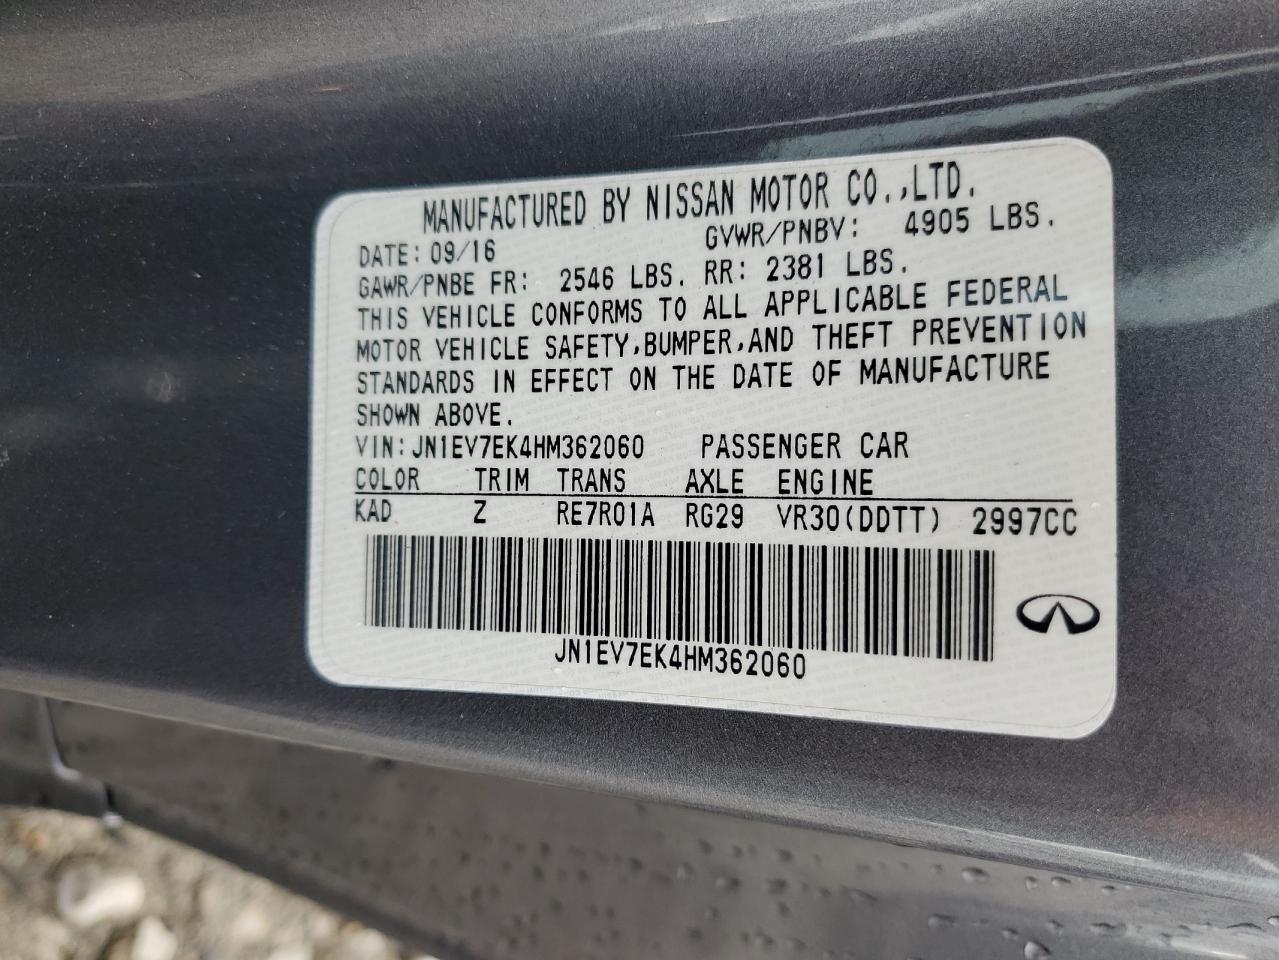 MANUFACTURED BY NISSAN MOTOR CO.,LTD.
DATE: 09/16 GVWR/PNBV: 4905 LBS.
GAWR/PNBE FR: 2546 LBS. RR: 2381 LBS.
THIS VEHICLE CONFORMS TO ALL APPLICABLE FEDERAL
MOTOR VEHICLE SAFETY,BUMPER,AND THEFT PREVENTION
STANDARDS IN EFFECT ON THE DATE OF MANUFACTURE
SHOWN ABOVE.
VIN:JN1EV7EK4HM362060 PASSENGER CAR
COLOR TRIM TRANS AXLE ENGINE
KAD Z RE7R01A RG29 VR30(DDTT) 2997CC
JN1EV7EK4HM362060